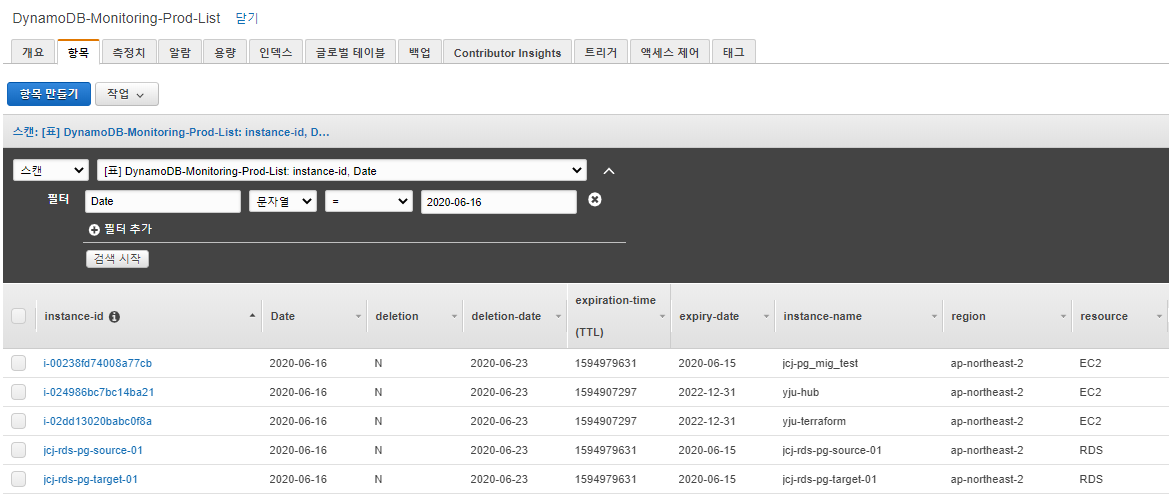 DynamoDB-Monitoring-Prod-List 닫기
개요 항목 측정치 알람 용량 인덱스 글로벌 테이블 백업 Contributor Insights 트리거 액세스 제어 태그
항목 만들기 작업
스캔: [표] DynamoDB-Monitoring-Prod-List: instance-id, D...
스캔 [표] DynamoDB-Monitoring-Prod-List: instance-id, Date
필터 Date 문자열 = 2020-06-16
필터 추가
검색 시작
instance-id Date deletion deletion-date expiration-time (TTL) expiry-date instance-name region resource
i-00238fd74008a77cb 2020-06-16 N 2020-06-23 1594979631 2020-06-15 jcj-pg_mig_test ap-northeast-2 EC2
i-024986bc7bc14ba21 2020-06-16 N 2020-06-23 1594907297 2022-12-31 yju-hub ap-northeast-2 EC2
i-02dd13020babc0f8a 2020-06-16 N 2020-06-23 1594907297 2022-12-31 yju-terraform ap-northeast-2 EC2
jcj-rds-pg-source-01 2020-06-16 N 2020-06-23 1594979631 2020-06-15 jcj-rds-pg-source-01 ap-northeast-2 RDS
jcj-rds-pg-target-01 2020-06-16 N 2020-06-23 1594979631 2020-06-15 jcj-rds-pg-target-01 ap-northeast-2 RDS